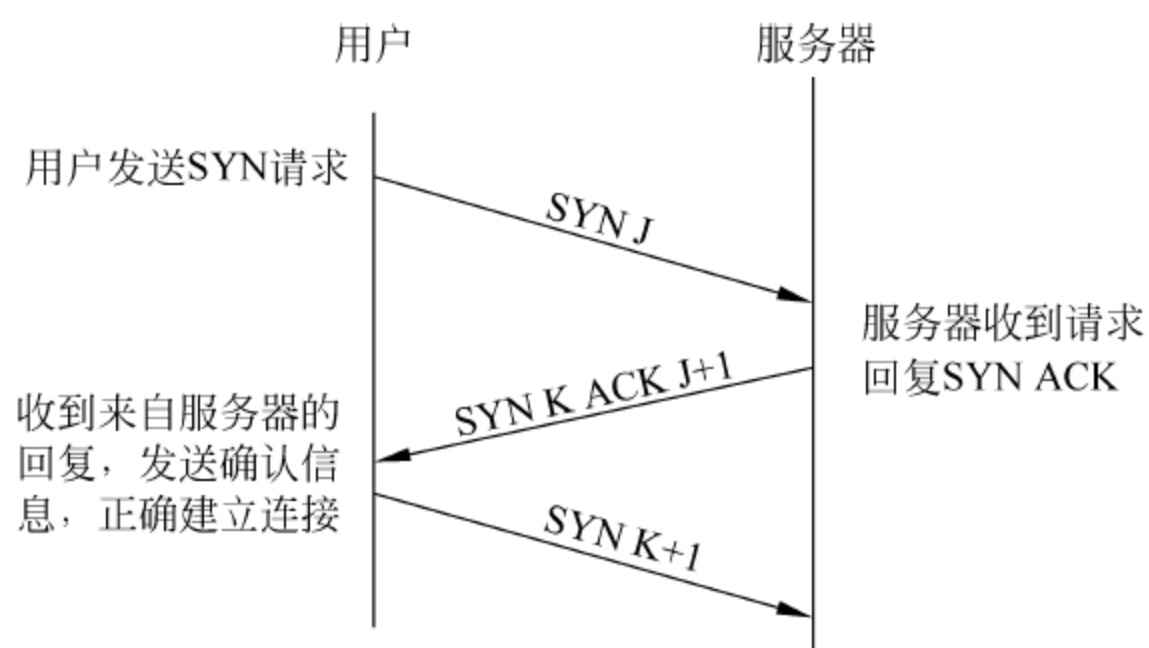 用户
服务器
用户发送SYN请求
SYN J
服务器收到请求
回复SYN ACK
SYN K ACK J+1
收到来自服务器的
回复，发送确认信
息，正确建立连接
SYN K+1